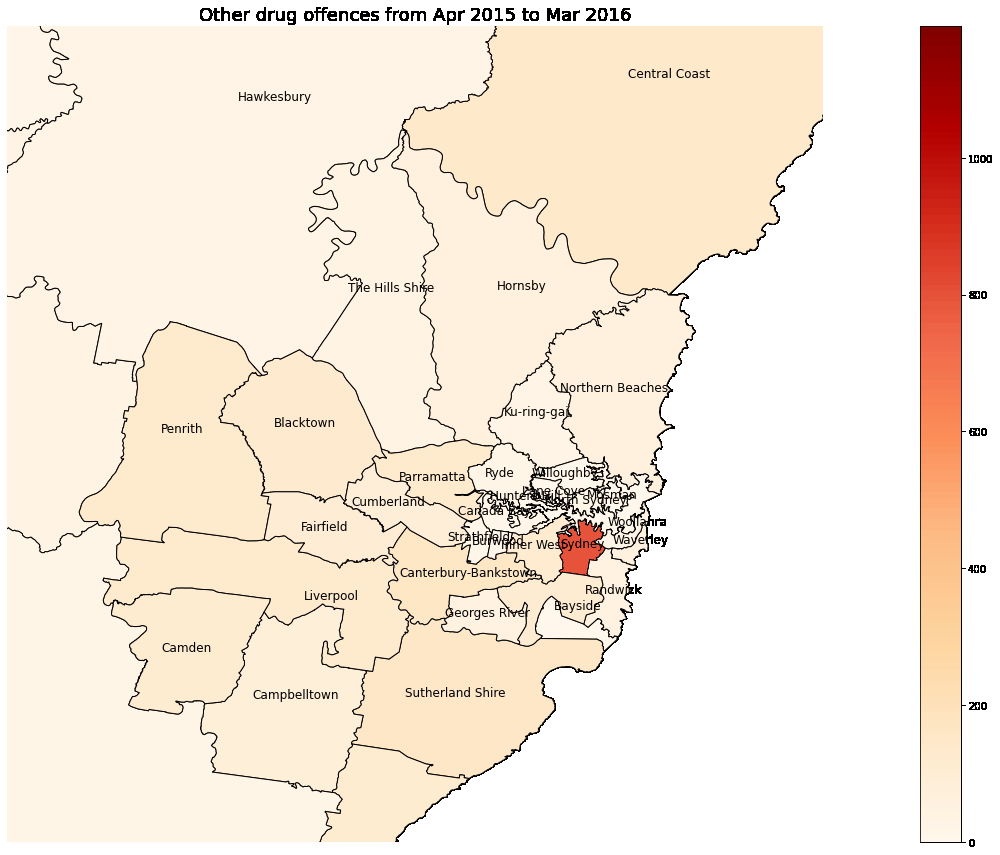 Other drug offences from Apr 2015 to Mar 2016
Central Coast
Hawkesbury
The Hills Shire
Hornsby
Northern Beaches
Ku-ring-gai
Blacktown
Penrith
Ryde
Willoughby
Parramatta
Lane Cove
Mosman
North Sydney
Cumberland
Canada Bay
Woollahra
Fairfield
Strathfield
Burwood
Inner West
Sydney
Waverley
Canterbury-Bankstown
Liverpool
Randwick
Bayside
Georges River
Camden
Campbelltown
Sutherland Shire
1000
800
600
400
200
0